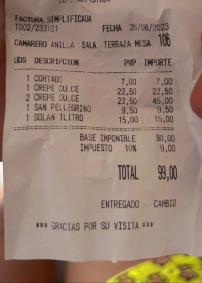 FACTURA SIMPLIFICADA
T002/233101 FECHA 26/08/2023
CAMARERO ANILLA SALA TERRAZA MESA 106
UDS DESCRIPCION PVP IMPORTE
1 CORTADO 7,00 7,00
1 CREPE DULCE 22,50 22,50
2 CREPE DULCE 22,50 45,00
1 SAN PELLEGRINO 9,50 9,50
1 SOLAN 1LITRO 15,00 15,00
BASE IMPONIBLE 90,00
IMPUESTO 10% 9,00
TOTAL 99,00
ENTREGADO CAMBIO
*** GRACIAS POR SU VISITA ***